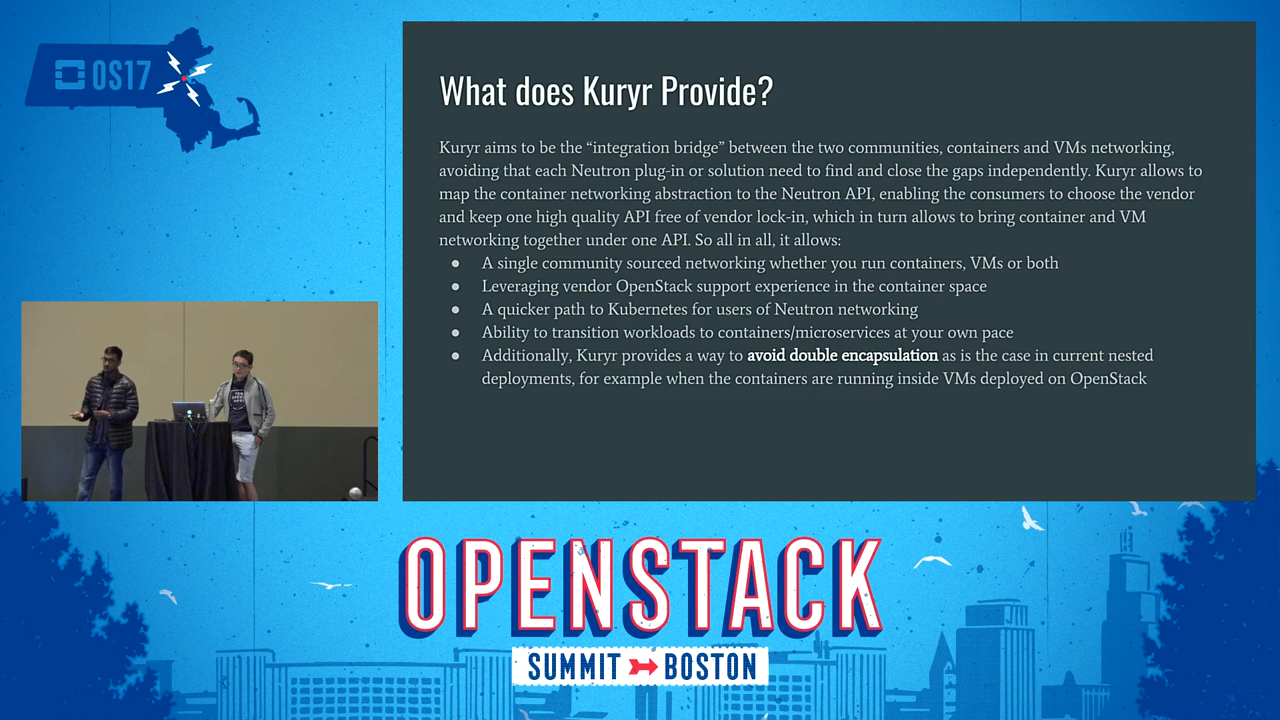 OS17
What does Kuryr Provide?
Kuryr aims to be the “integration bridge” between the two communities, containers and VMs networking,
avoiding that each Neutron plug-in or solution need to find and close the gaps independently. Kuryr allows to
map the container networking abstraction to the Neutron API, enabling the consumers to choose the vendor
and keep one high quality API free of vendor lock-in, which in turn allows to bring container and VM
networking together under one API. So all in all, it allows:
● A single community sourced networking whether you run containers, VMs or both
● Leveraging vendor OpenStack support experience in the container space
● A quicker path to Kubernetes for users of Neutron networking
● Ability to transition workloads to containers/microservices at your own pace
● Additionally, Kuryr provides a way to avoid double encapsulation as is the case in current nested
deployments, for example when the containers are running inside VMs deployed on OpenStack
OPENSTACK
SUMMIT BOSTON